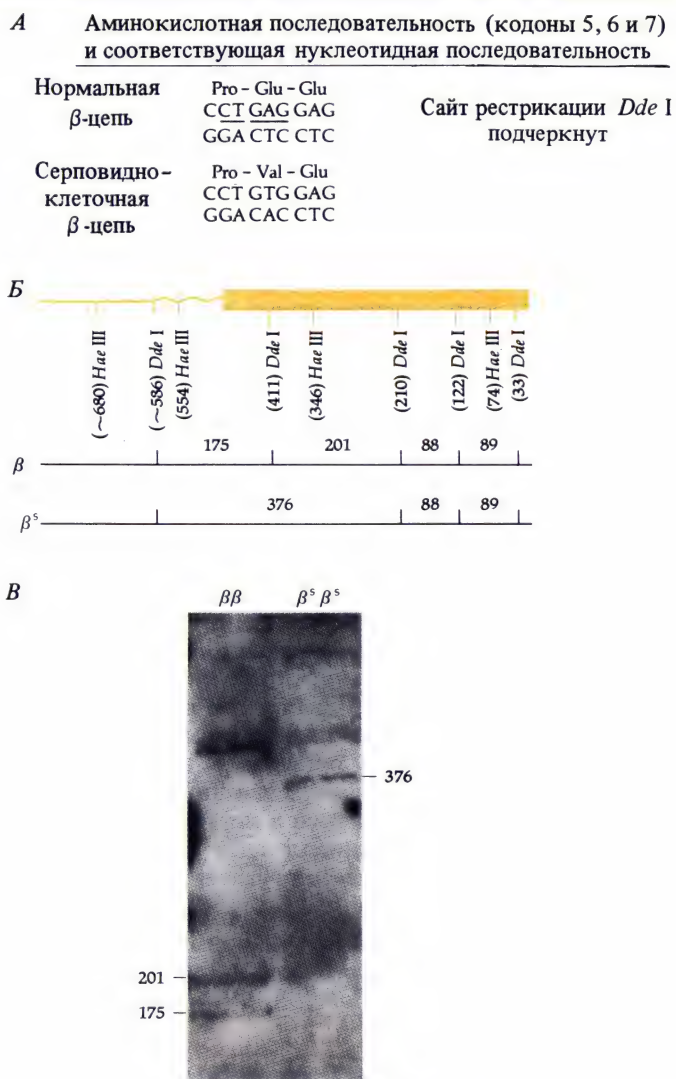 А Аминокислотная последовательность (кодоны 5, 6 и 7)
и соответствующая нуклеотидная последовательность
Нормальная
β-цепь
Pro – Glu – Glu
CCT GAG GAG
GGA CTC CTC
Сайт рестрикации Dde I
подчеркнут
Серповидно-
клеточная
β-цепь
Pro – Val – Glu
CCT GTG GAG
GGA CAC CTC
Б
(~680) Hae III
(~586) Dde I
(554) Hae III
(411) Dde I
(346) Hae III
(210) Dde I
(122) Dde I
(74) Hae III
(33) Dde I
β 175 201 88 89
βˢ 376 88 89
В
ββ βˢ βˢ
376
201
175